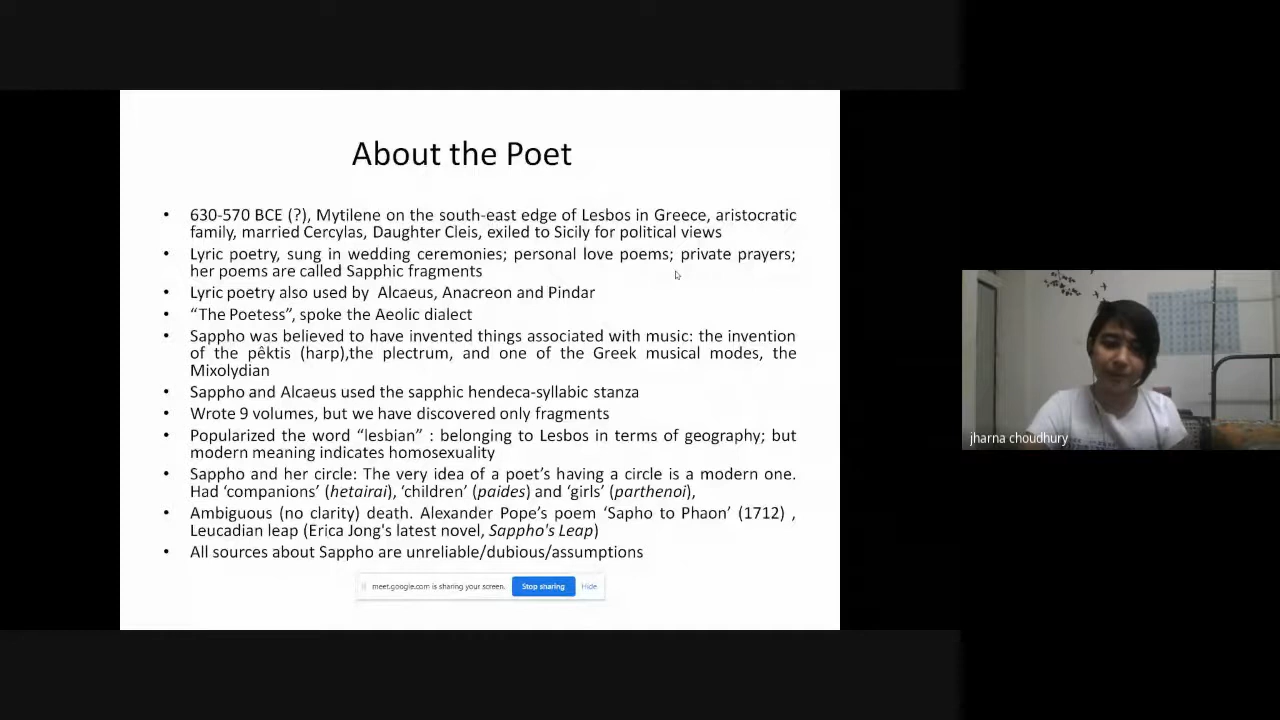 About the Poet
• 630-570 BCE (?), Mytilene on the south-east edge of Lesbos in Greece, aristocratic
family, married Cercylas, Daughter Cleis, exiled to Sicily for political views
• Lyric poetry, sung in wedding ceremonies; personal love poems; private prayers;
her poems are called Sapphic fragments
• Lyric poetry also used by Alcaeus, Anacreon and Pindar
• “The Poetess”, spoke the Aeolic dialect
• Sappho was believed to have invented things associated with music: the invention
of the pêktis (harp),the plectrum, and one of the Greek musical modes, the
Mixolydian
• Sappho and Alcaeus used the sapphic hendeca-syllabic stanza
• Wrote 9 volumes, but we have discovered only fragments
• Popularized the word “lesbian” : belonging to Lesbos in terms of geography; but
modern meaning indicates homosexuality
• Sappho and her circle: The very idea of a poet’s having a circle is a modern one.
Had ‘companions’ (hetairai), ‘children’ (paides) and ‘girls’ (parthenoi),
• Ambiguous (no clarity) death. Alexander Pope’s poem ‘Sapho to Phaon’ (1712) ,
Leucadian leap (Erica Jong's latest novel, Sappho's Leap)
• All sources about Sappho are unreliable/dubious/assumptions
meet.google.com is sharing your screen. Stop sharing Hide
jharna choudhury